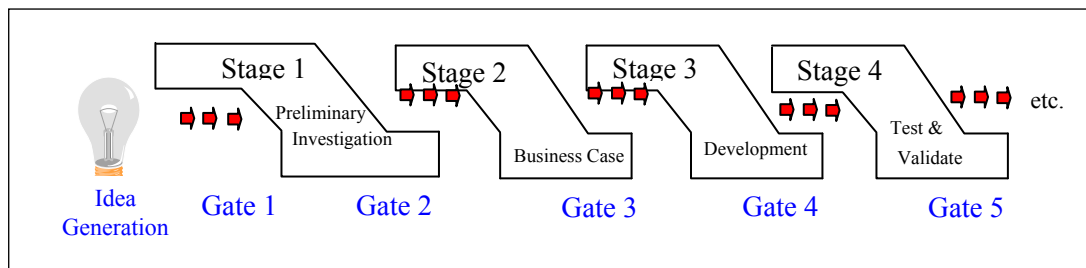 Stage 1
Preliminary
Investigation
Stage 2
Business Case
Stage 3
Development
Stage 4
Test &
Validate
etc.
Idea
Generation
Gate 1
Gate 2
Gate 3
Gate 4
Gate 5